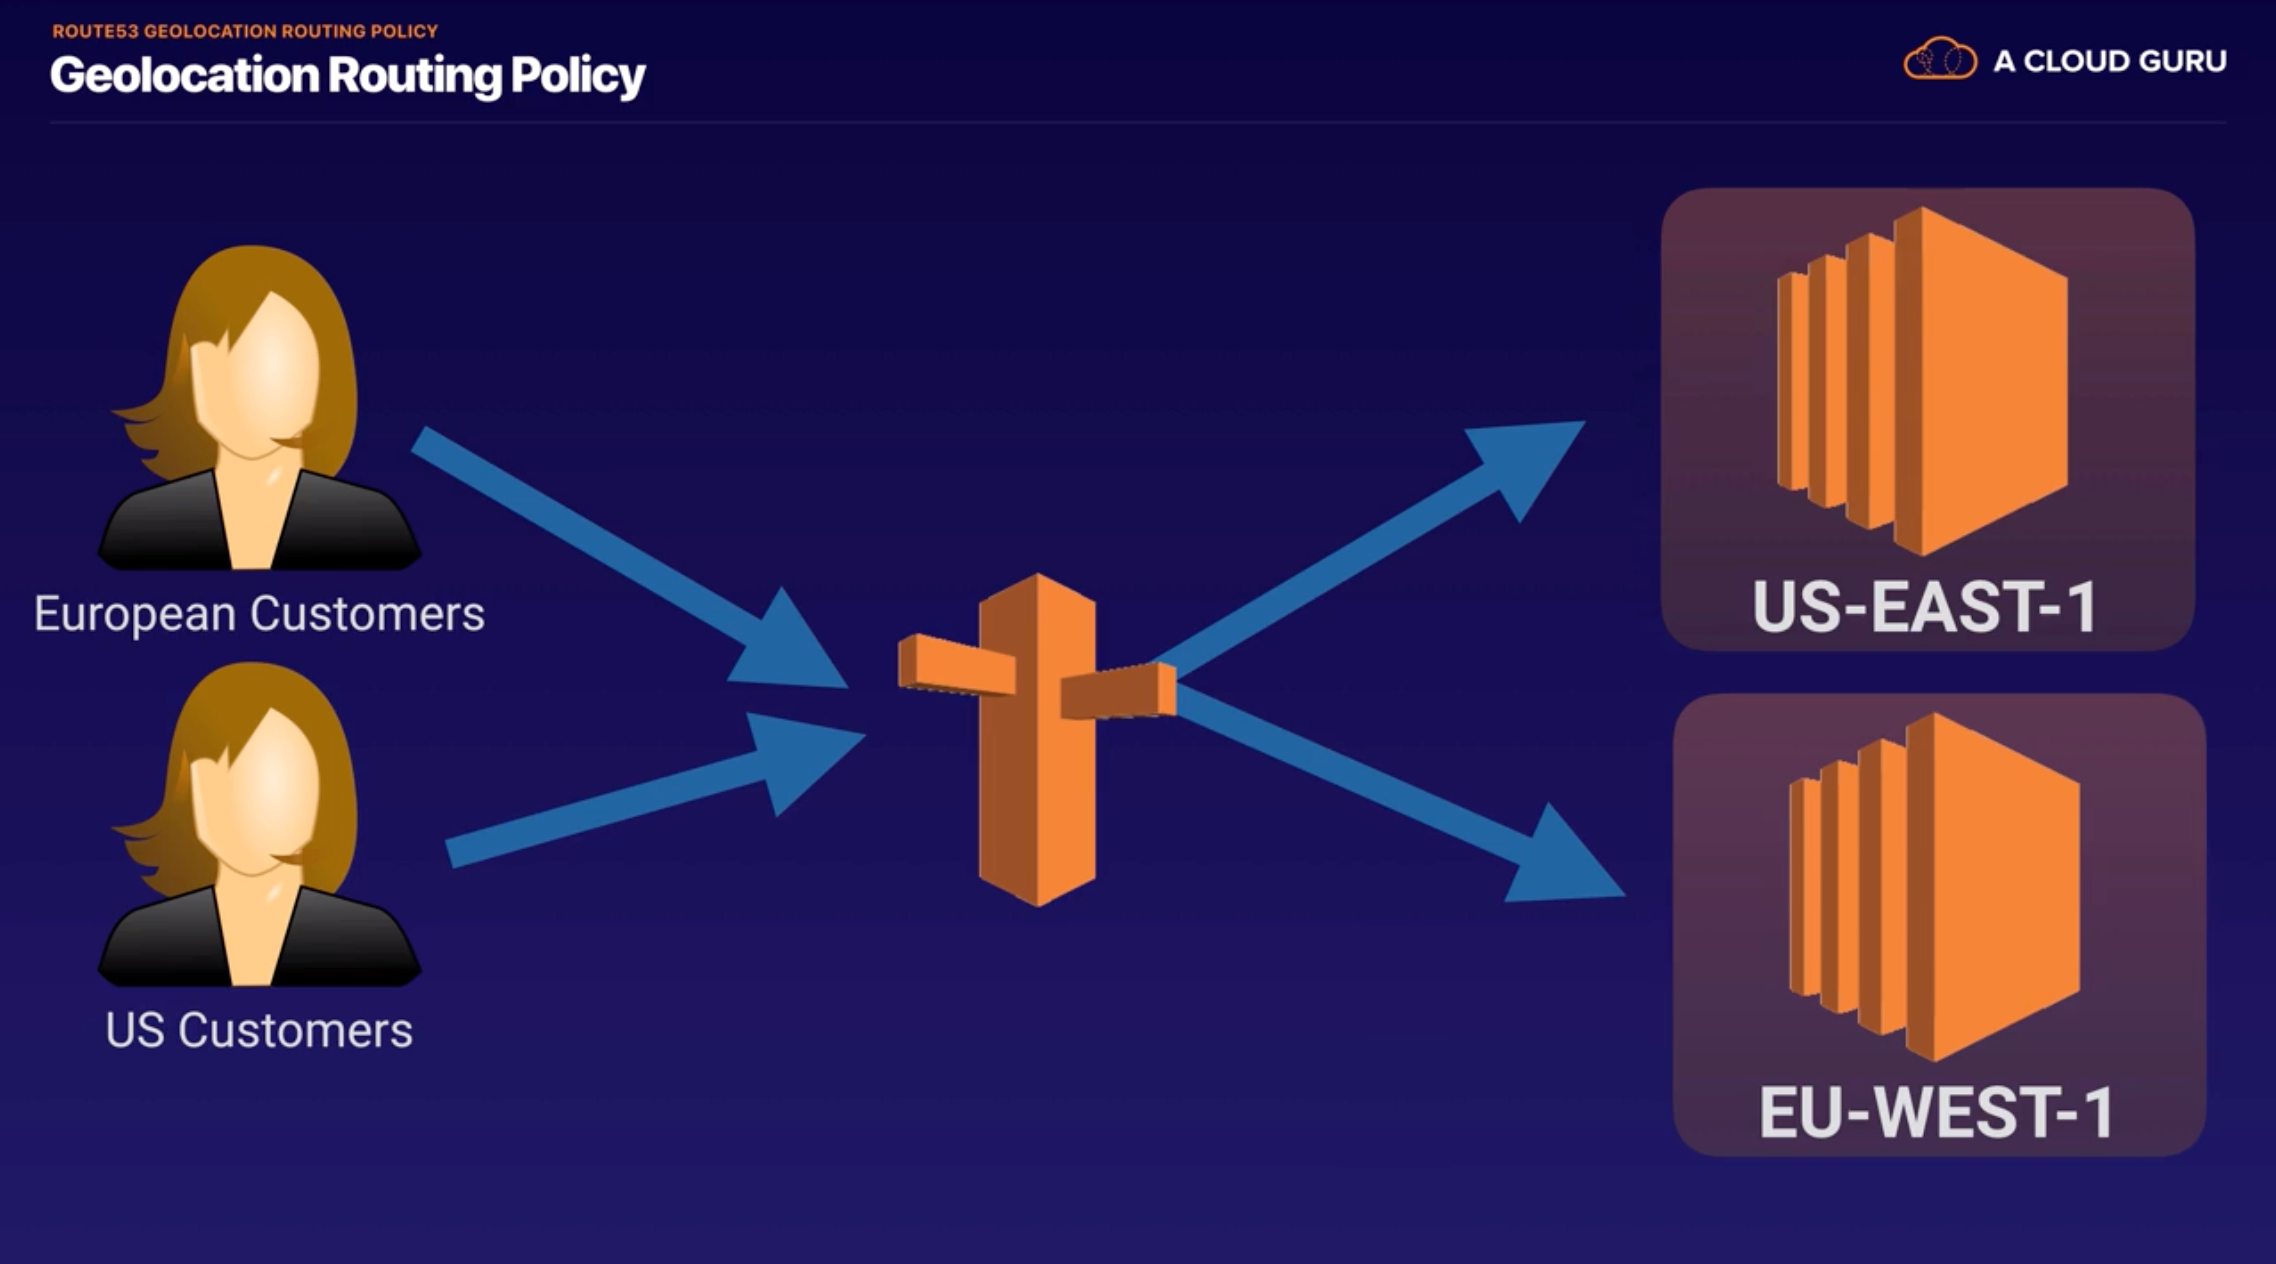 ROUTE53 GEOLOCATION ROUTING POLICY
Geolocation Routing Policy
A CLOUD GURU
European Customers
US Customers
US-EAST-1
EU-WEST-1